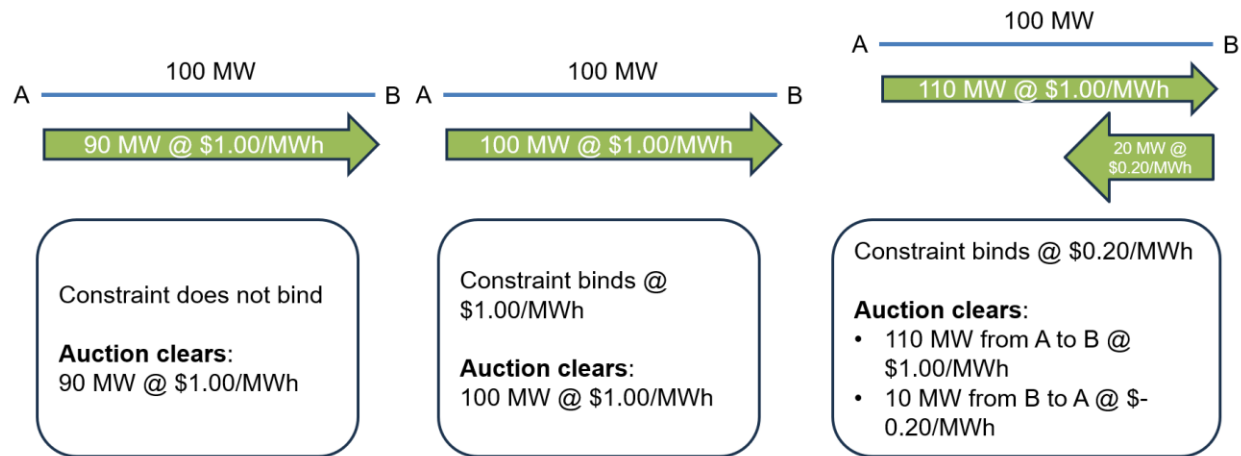 100 MW
A
B
90 MW @ $1.00/MWh
Constraint does not bind
Auction clears:
90 MW @ $1.00/MWh
100 MW
A
B
100 MW @ $1.00/MWh
Constraint binds @
$1.00/MWh
Auction clears:
100 MW @ $1.00/MWh
100 MW
A
B
110 MW @ $1.00/MWh
20 MW @
$0.20/MWh
Constraint binds @ $0.20/MWh
Auction clears:
• 110 MW from A to B @
$1.00/MWh
• 10 MW from B to A @ $-
0.20/MWh